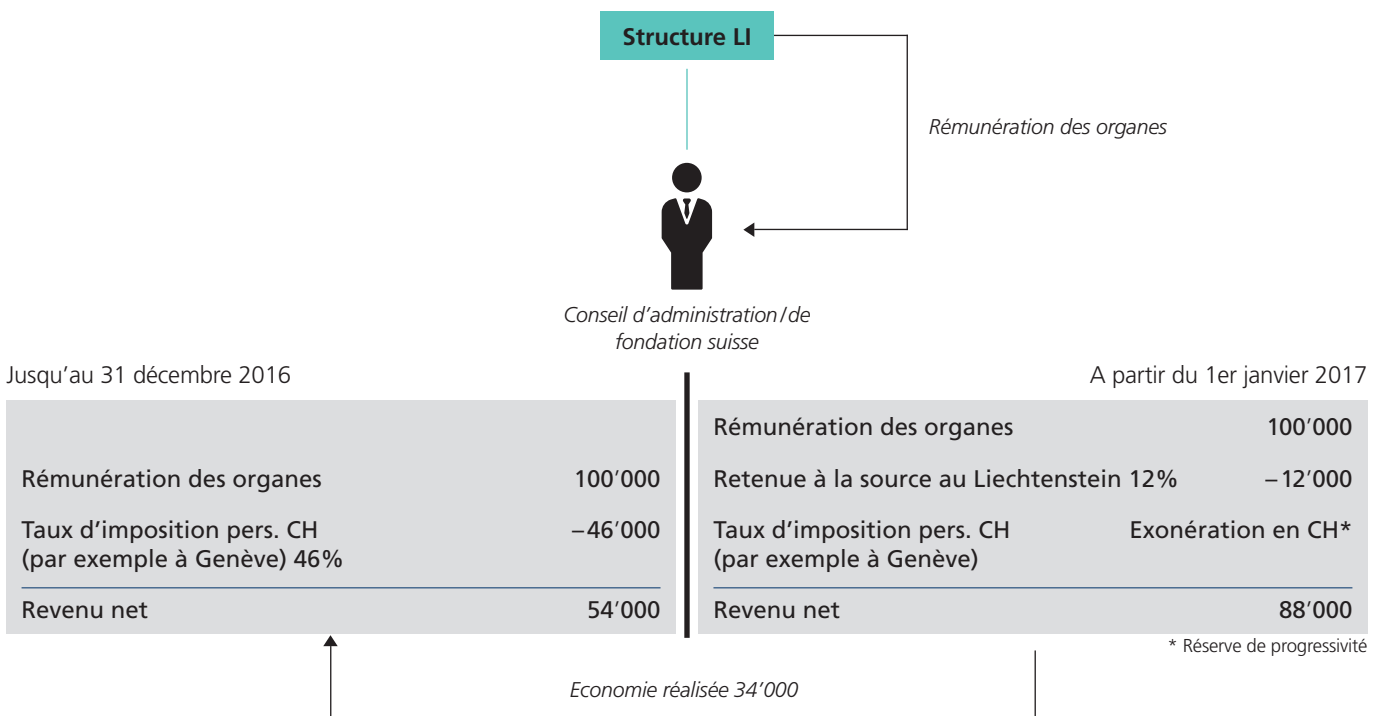 Structure LI
Rémunération des organes
Conseil d’administration/de
fondation suisse
Jusqu’au 31 décembre 2016
Rémunération des organes 100’000
Taux d’imposition pers. CH –46’000
(par exemple à Genève) 46%
Revenu net 54’000
A partir du 1er janvier 2017
Rémunération des organes 100’000
Retenue à la source au Liechtenstein 12% –12’000
Taux d’imposition pers. CH Exonération en CH*
(par exemple à Genève)
Revenu net 88’000
* Réserve de progressivité
Economie réalisée 34’000